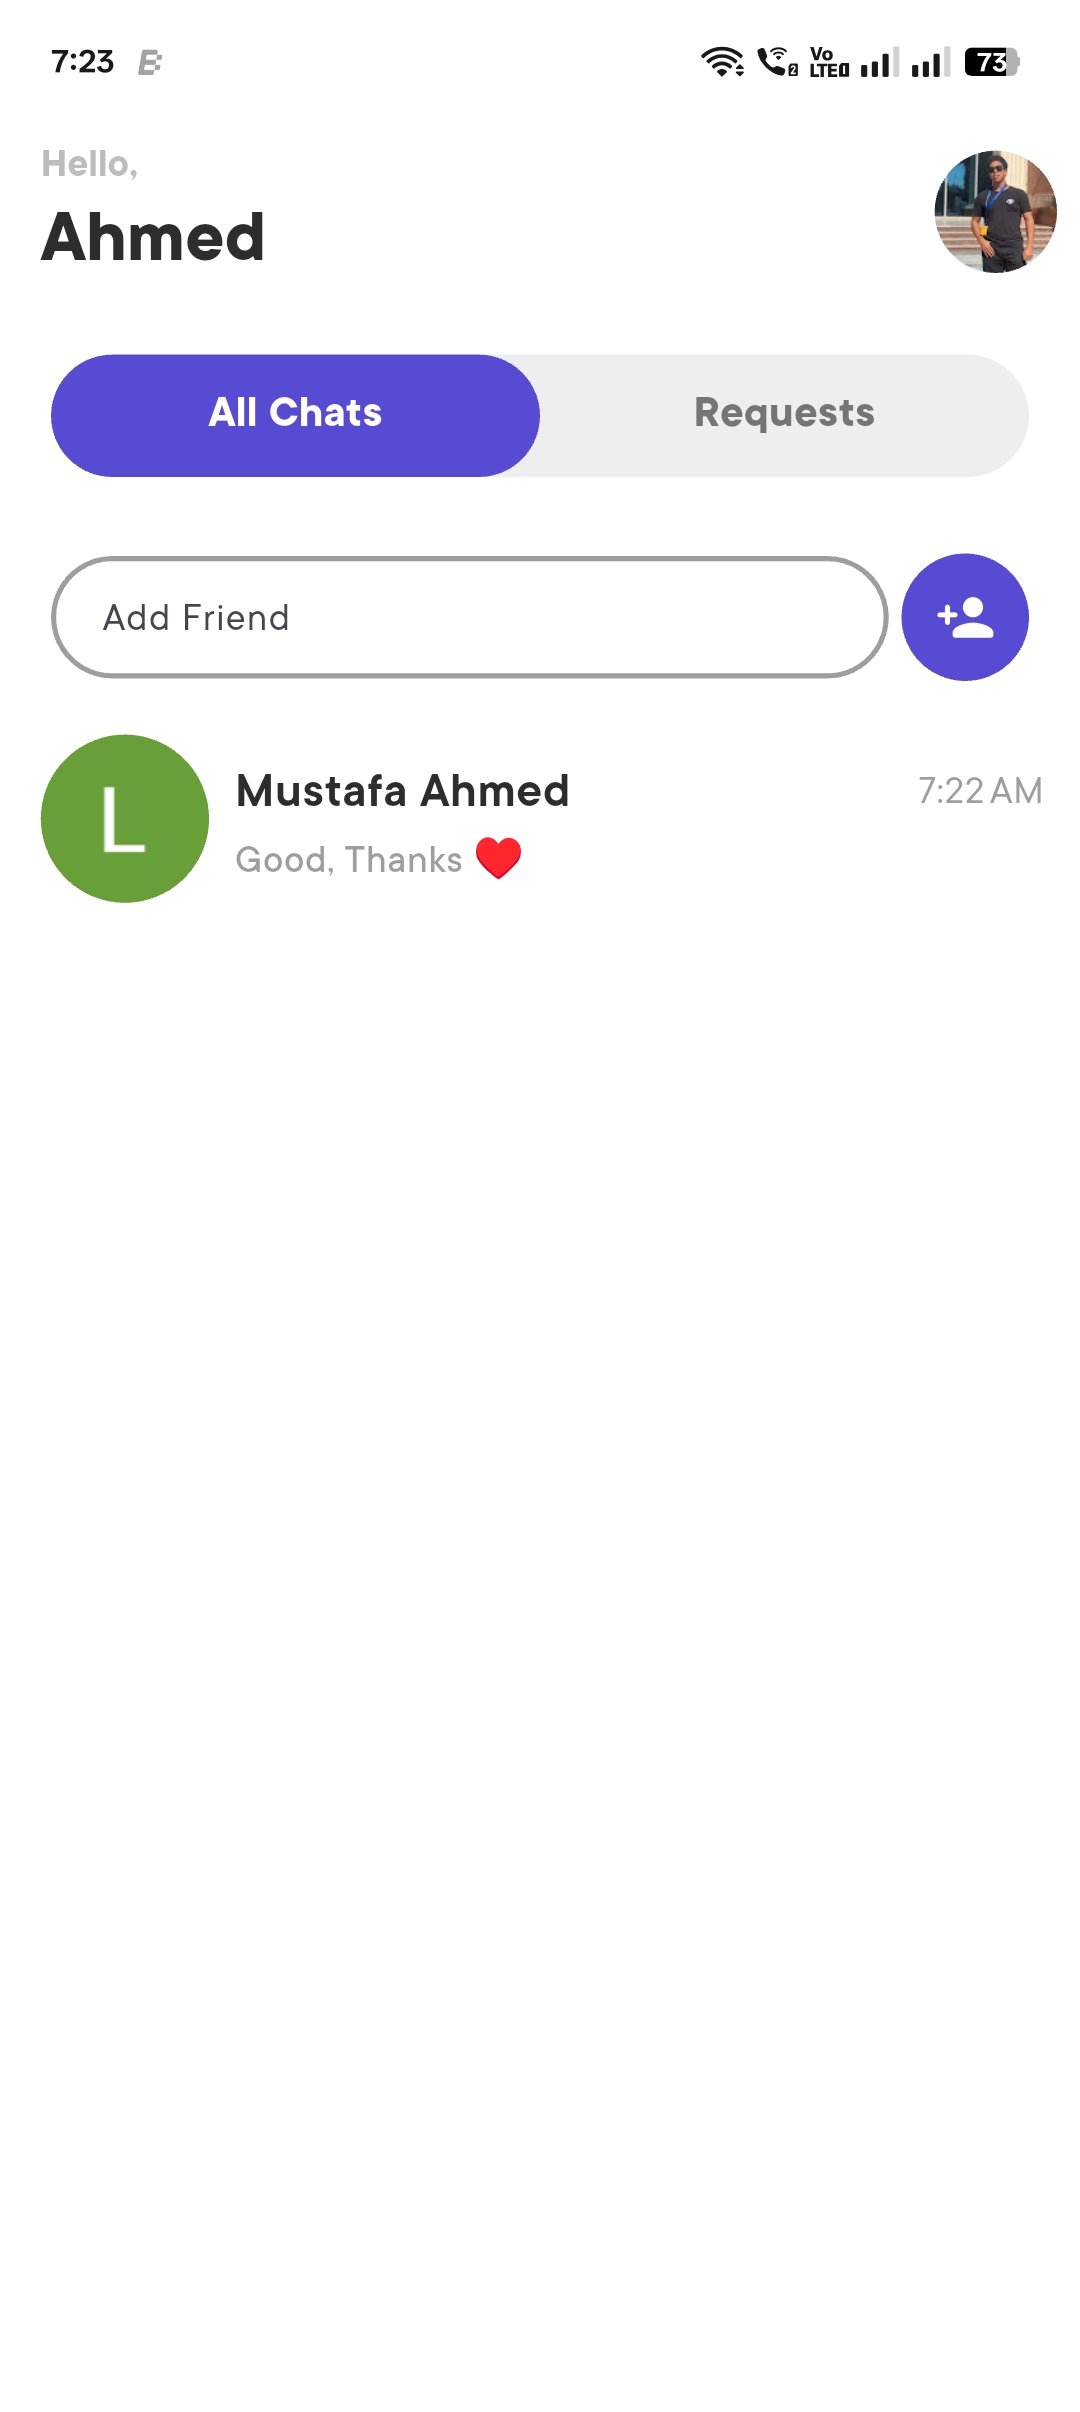 7:23
Vo
LTE
73
Hello,
Ahmed
All Chats
Requests
Add Friend
L
Mustafa Ahmed
7:22 AM
Good, Thanks ❤️